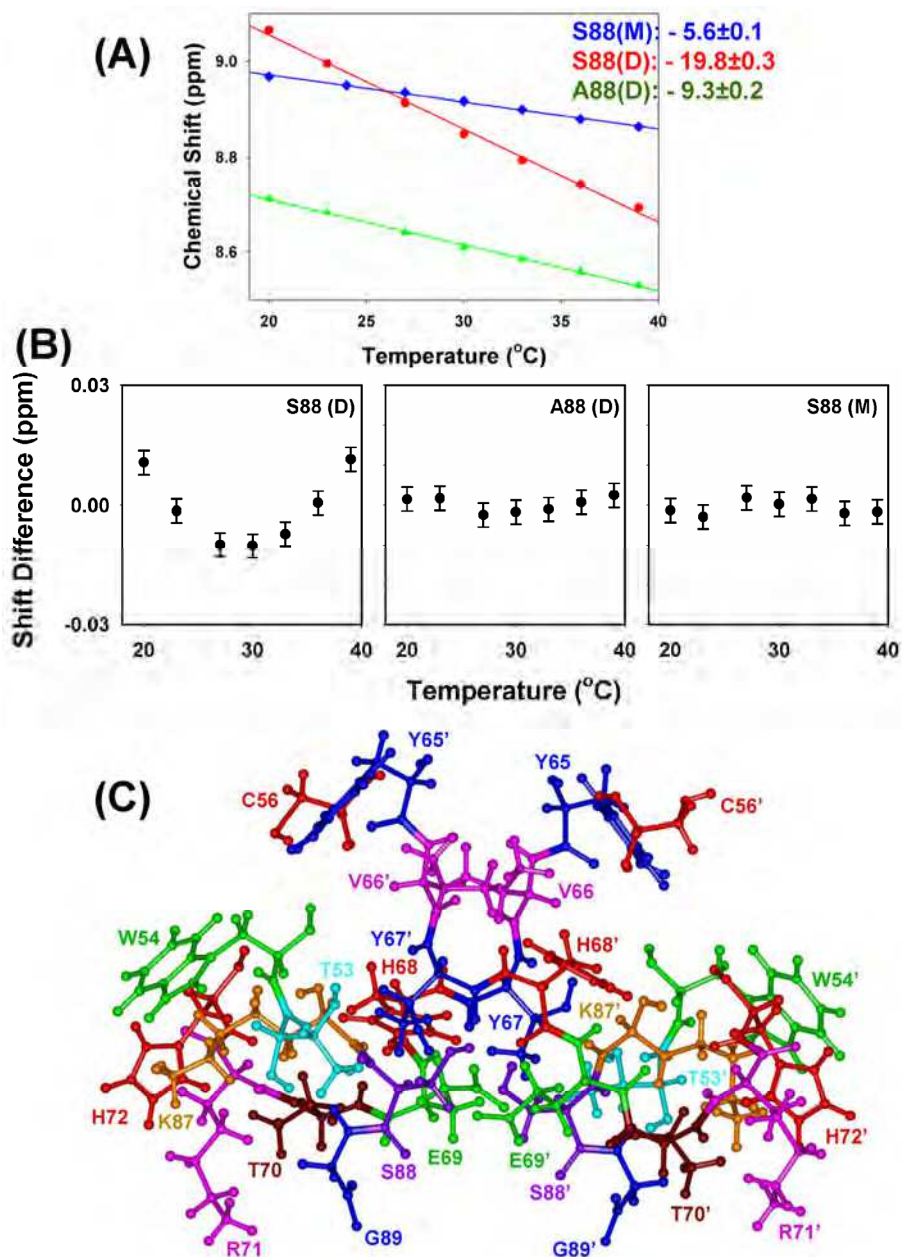 (A)
S88(M): - 5.6±0.1
S88(D): - 19.8±0.3
A88(D): - 9.3±0.2
Chemical Shift (ppm)
9.0
8.8
8.6
20 25 30 35 40
Temperature (oC)
(B)
Shift Difference (ppm)
0.03
0.00
-0.03
S88 (D) A88 (D) S88 (M)
20 30 40 20 30 40 20 30 40
Temperature (oC)
(C)
Y65' Y65
C56 C56'
V66' V66
W54 Y67' H68' W54'
T53 H68 K87'
Y67 T53'
H72 K87 H72'
T70 S88 E69 E69' S88' T70'
R71 G89 G89' R71'